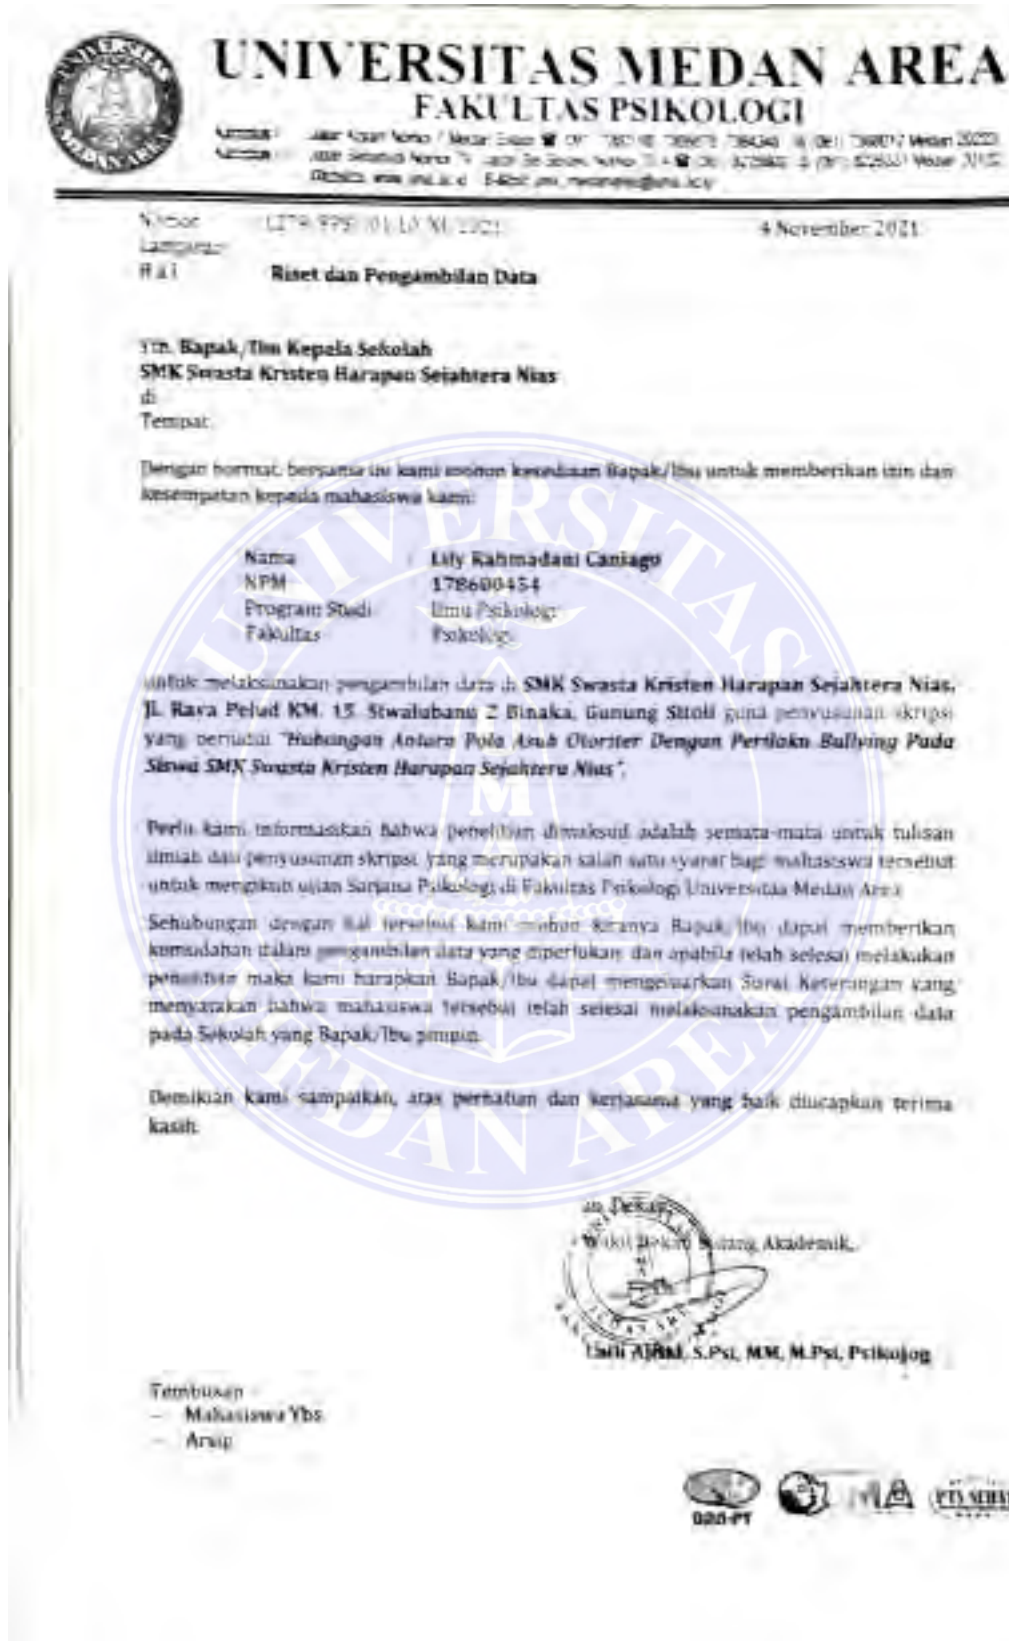 UNIVERSITAS MEDAN AREA
FAKULTAS PSIKOLOGI
4 November 2021
Lampiran
Hal
Riset dan Pengambilan Data
Yth. Bapak/Ibu Kepala Sekolah
SMK Swasta Kristen Harapan Sejahtera Nias
di
Tempat
Dengan hormat, bersama ini kami mohon kesediaan Bapak/Ibu untuk memberikan izin dan
kesempatan kepada mahasiswa kami:
Nama : Lily Rahmadani Caniago
NPM 178600454
Program Studi Ilmu Psikologi
Fakultas Psikologi
untuk melaksanakan pengambilan data di SMK Swasta Kristen Harapan Sejahtera Nias,
Jl. Raya Pelud KM. 15, Binaka, Gunung Sitoli guna penyusunan skripsi
yang berjudul "Hubungan Antara Pola Asuh Otoriter Dengan Perilaku Bullying Pada
Siswa SMK Swasta Kristen Harapan Sejahtera Nias".
Perlu kami informasikan bahwa penelitian dimaksud adalah semata-mata untuk tulisan
ilmiah dan penyusunan skripsi, yang merupakan salah satu syarat bagi mahasiswa tersebut
untuk mengikuti ujian Sarjana Psikologi di Fakultas Psikologi Universitas Medan Area
Sehubungan dengan hal tersebut kami mohon kiranya Bapak/Ibu dapat memberikan
kemudahan dalam pengambilan data yang diperlukan, dan apabila telah selesai melakukan
penelitian maka kami harapkan Bapak/Ibu dapat mengeluarkan Surat Keterangan yang
menyatakan bahwa mahasiswa tersebut telah selesai melaksanakan pengambilan data
pada Sekolah yang Bapak/Ibu pimpin.
Demikian kami sampaikan, atas perhatian dan kerjasama yang baik diucapkan terima
kasih.
an. Dekan,
Wakil Dekan Bidang Akademik,
S.Psi, MM, M.Psi, Psikolog
Tembusan
- Mahasiswa Ybs
- Arsip
UNIVERSITAS
MEDAN AREA
BAN-PT